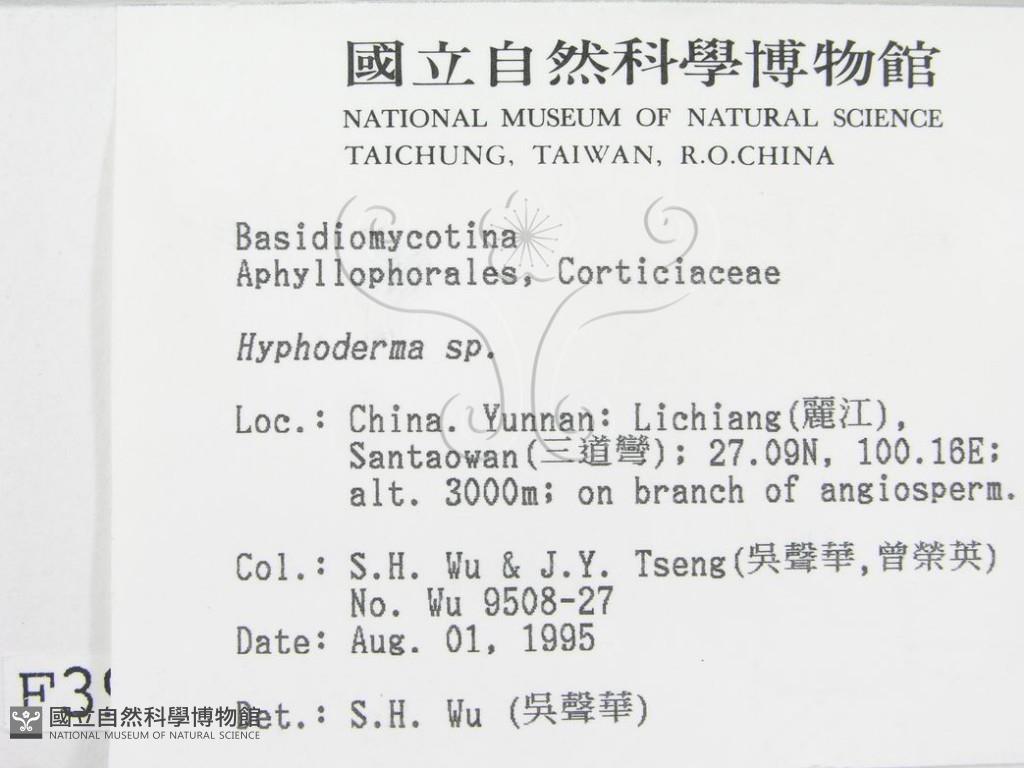 國立自然科學博物館
NATIONAL MUSEUM OF NATURAL SCIENCE
TAICHUNG, TAIWAN, R.O.CHINA
Basidiomycotina
Aphyllophorales, Corticiaceae
Hyphoderma sp.
Loc.: China. Yunnan: Lichiang(麗江),
Santaowan(三道彎); 27.09N, 100.16E;
alt. 3000m; on branch of angiosperm.
Col.: S.H. Wu & J.Y. Tseng(吳聲華,曾榮英)
No. Wu 9508-27
Date: Aug. 01, 1995
Det.: S.H. Wu (吳聲華)
國立自然科學博物館
NATIONAL MUSEUM OF NATURAL SCIENCE